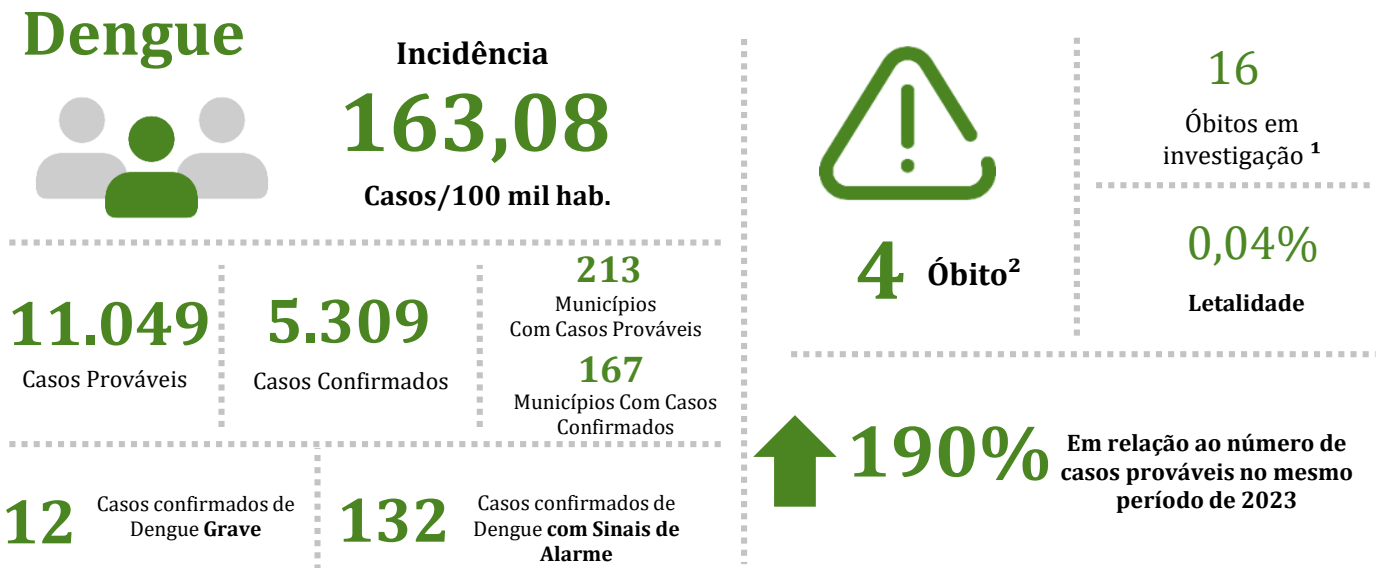 Dengue
Incidência
163,08
Casos/100 mil hab.
11.049
Casos Prováveis
5.309
Casos Confirmados
213
Municípios
Com Casos Prováveis
167
Municípios Com Casos
Confirmados
12
Casos confirmados de
Dengue Grave
132
Casos confirmados de
Dengue com Sinais de
Alarme
4 Óbito²
16
Óbitos em
investigação ¹
0,04%
Letalidade
190%
Em relação ao número de
casos prováveis no mesmo
período de 2023